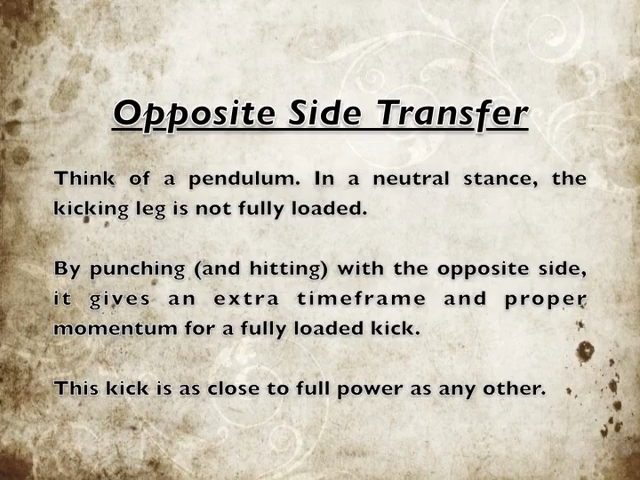 Opposite Side Transfer
Think of a pendulum. In a neutral stance, the
kicking leg is not fully loaded.
By punching (and hitting) with the opposite side,
it gives an extra timeframe and proper
momentum for a fully loaded kick.
This kick is as close to full power as any other.